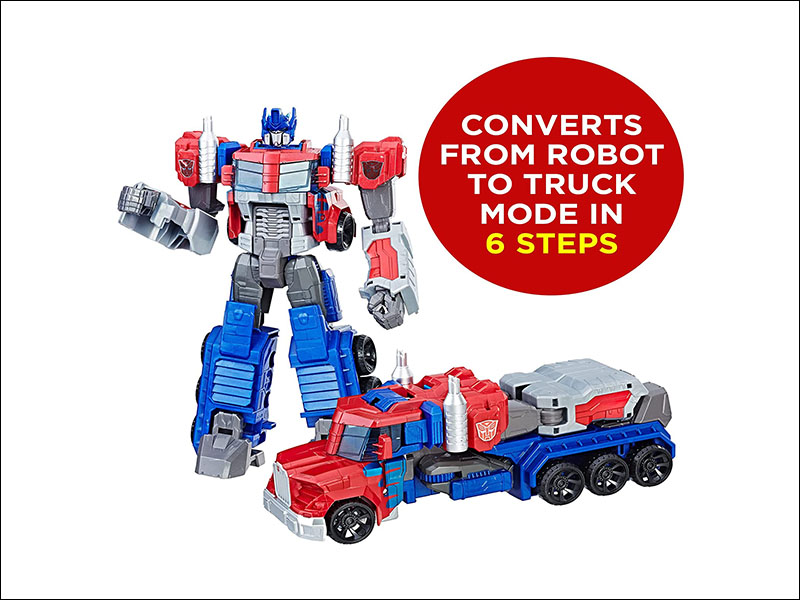 CONVERTS
FROM ROBOT
TO TRUCK
MODE IN
6 STEPS